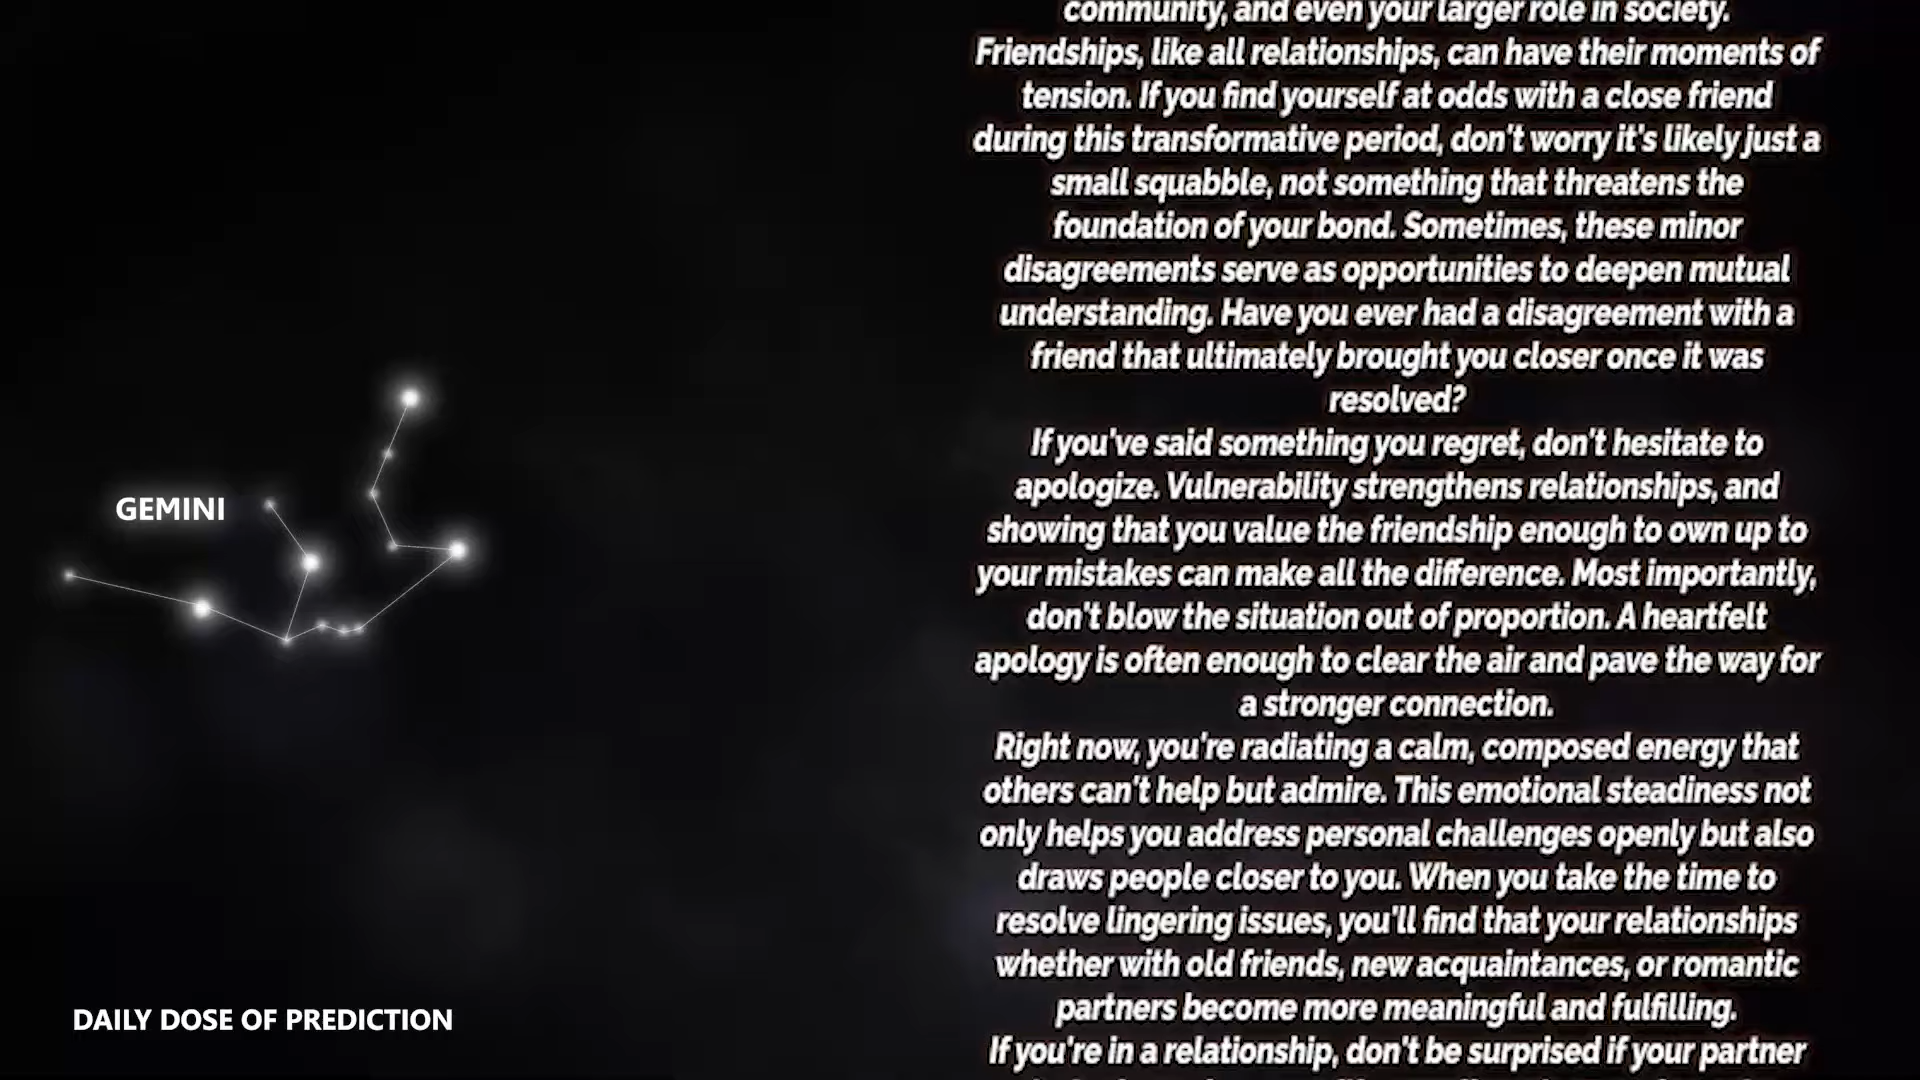 community, and even your larger role in society.
Friendships, like all relationships, can have their moments of
tension. If you find yourself at odds with a close friend
during this transformative period, don't worry it's likely just a
small squabble, not something that threatens the
foundation of your bond. Sometimes, these minor
disagreements serve as opportunities to deepen mutual
understanding. Have you ever had a disagreement with a
friend that ultimately brought you closer once it was
resolved?
If you've said something you regret, don't hesitate to
apologize. Vulnerability strengthens relationships, and
showing that you value the friendship enough to own up to
your mistakes can make all the difference. Most importantly,
don't blow the situation out of proportion. A heartfelt
apology is often enough to clear the air and pave the way for
a stronger connection.
Right now, you're radiating a calm, composed energy that
others can't help but admire. This emotional steadiness not
only helps you address personal challenges openly but also
draws people closer to you. When you take the time to
resolve lingering issues, you'll find that your relationships
whether with old friends, new acquaintances, or romantic
partners become more meaningful and fulfilling.
If you're in a relationship, don't be surprised if your partner
GEMINI
DAILY DOSE OF PREDICTION